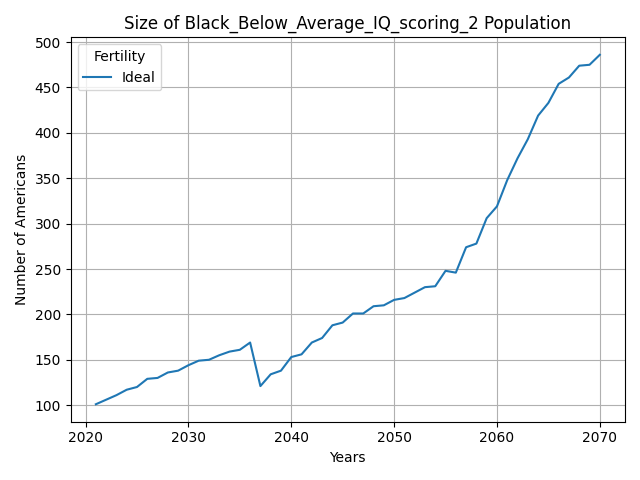 Size of Black_Below_Average_IQ_scoring_2 Population
Fertility
Ideal
Number of Americans
500
450
400
350
300
250
200
150
100
2020 2030 2040 2050 2060 2070
Years